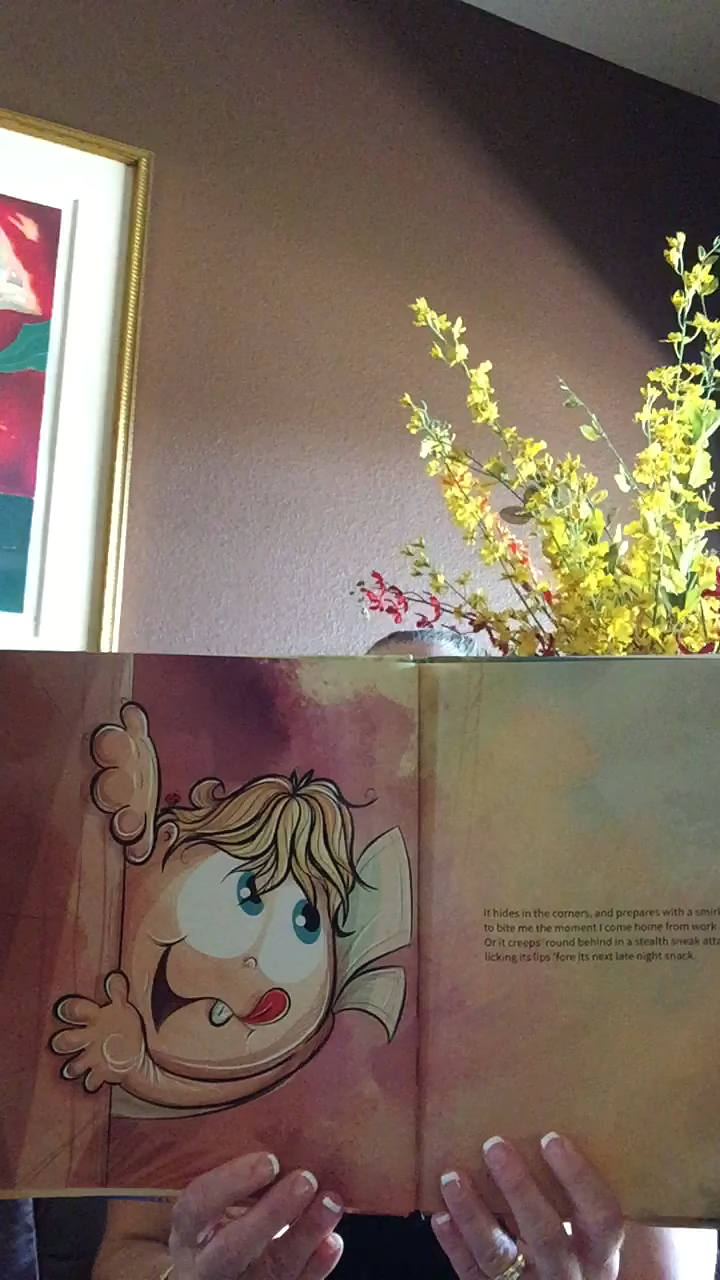 It hides in the corners, and prepares with a smirk
to bite me the moment I come home from work
Or it creeps 'round behind in a stealth sneak atta
licking its lips 'fore its next late night snack.